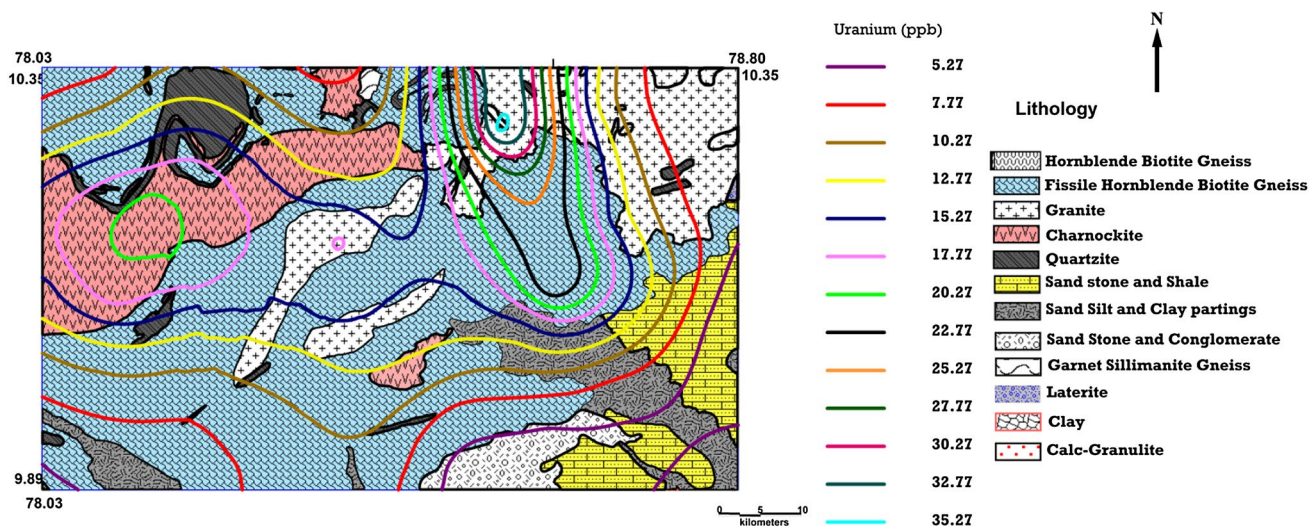 78.03
10.35
78.80
10.35
9.89
78.03
0 5 10
kilometers
Uranium (ppb)
5.27
7.77
10.27
12.77
15.27
17.77
20.27
22.77
25.27
27.77
30.27
32.77
35.27
N
Lithology
Hornblende Biotite Gneiss
Fissile Hornblende Biotite Gneiss
Granite
Charnockite
Quartzite
Sand stone and Shale
Sand Silt and Clay partings
Sand Stone and Conglomerate
Garnet Sillimanite Gneiss
Laterite
Clay
Calc-Granulite